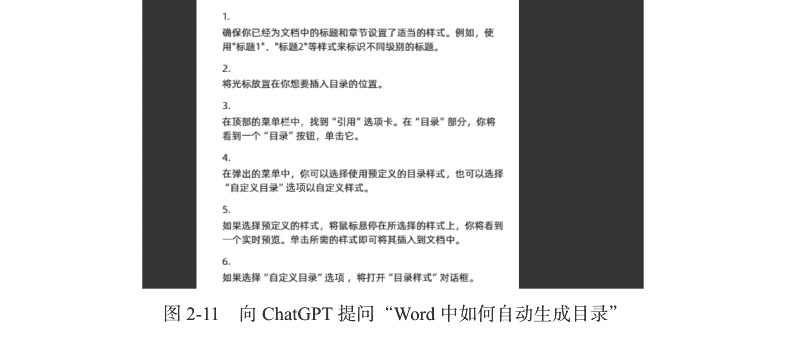 1.
确保你已经为文档中的标题和章节设置了适当的样式。例如，使
用"标题1"、"标题2"等样式来标识不同级别的标题。
2.
将光标放置在你想要插入目录的位置。
3.
在顶部的菜单栏中，找到“引用”选项卡。在“目录”部分，你将
看到一个“目录”按钮，单击它。
4.
在弹出的菜单中，你可以选择使用预定义的目录样式，也可以选择
“自定义目录”选项以自定义样式。
5.
如果选择预定义的样式，将鼠标悬停在所选择的样式上，你将看到
一个实时预览。单击所需的样式即可将其插入到文档中。
6.
如果选择“自定义目录”选项，将打开“目录样式”对话框。
图 2-11　向 ChatGPT 提问“Word 中如何自动生成目录”